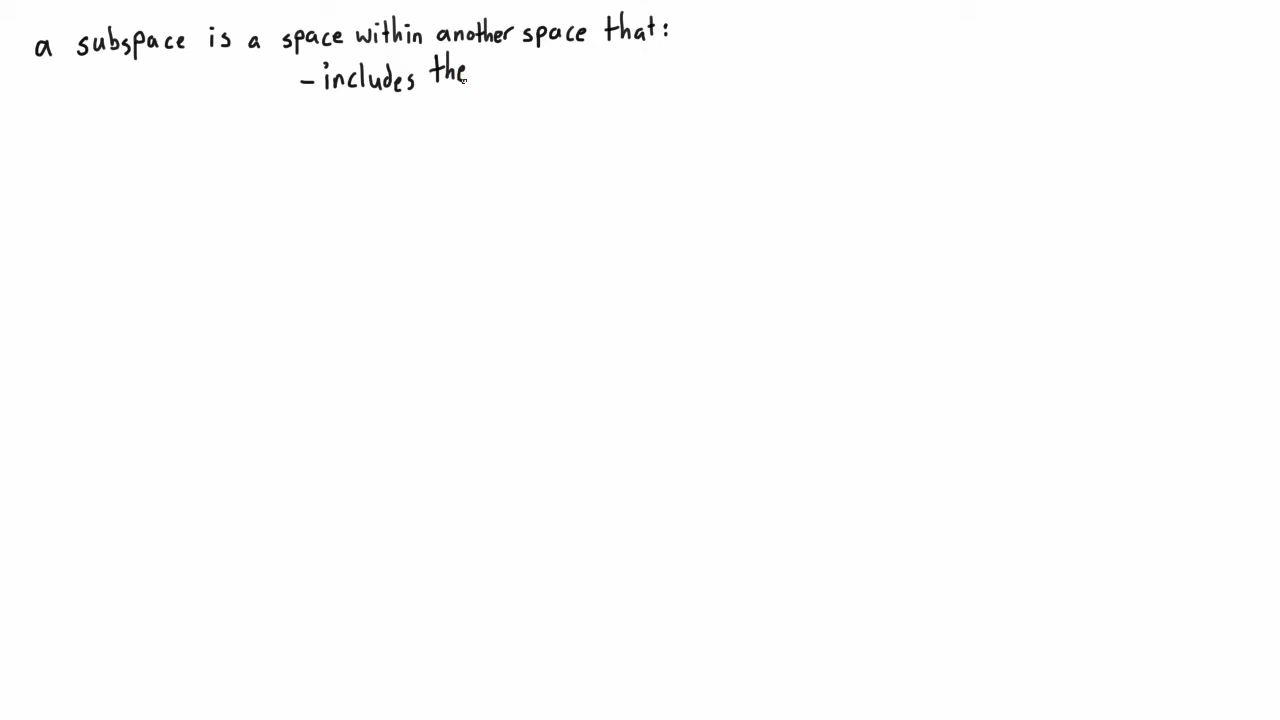 a subspace is a space within another space that:
- includes the